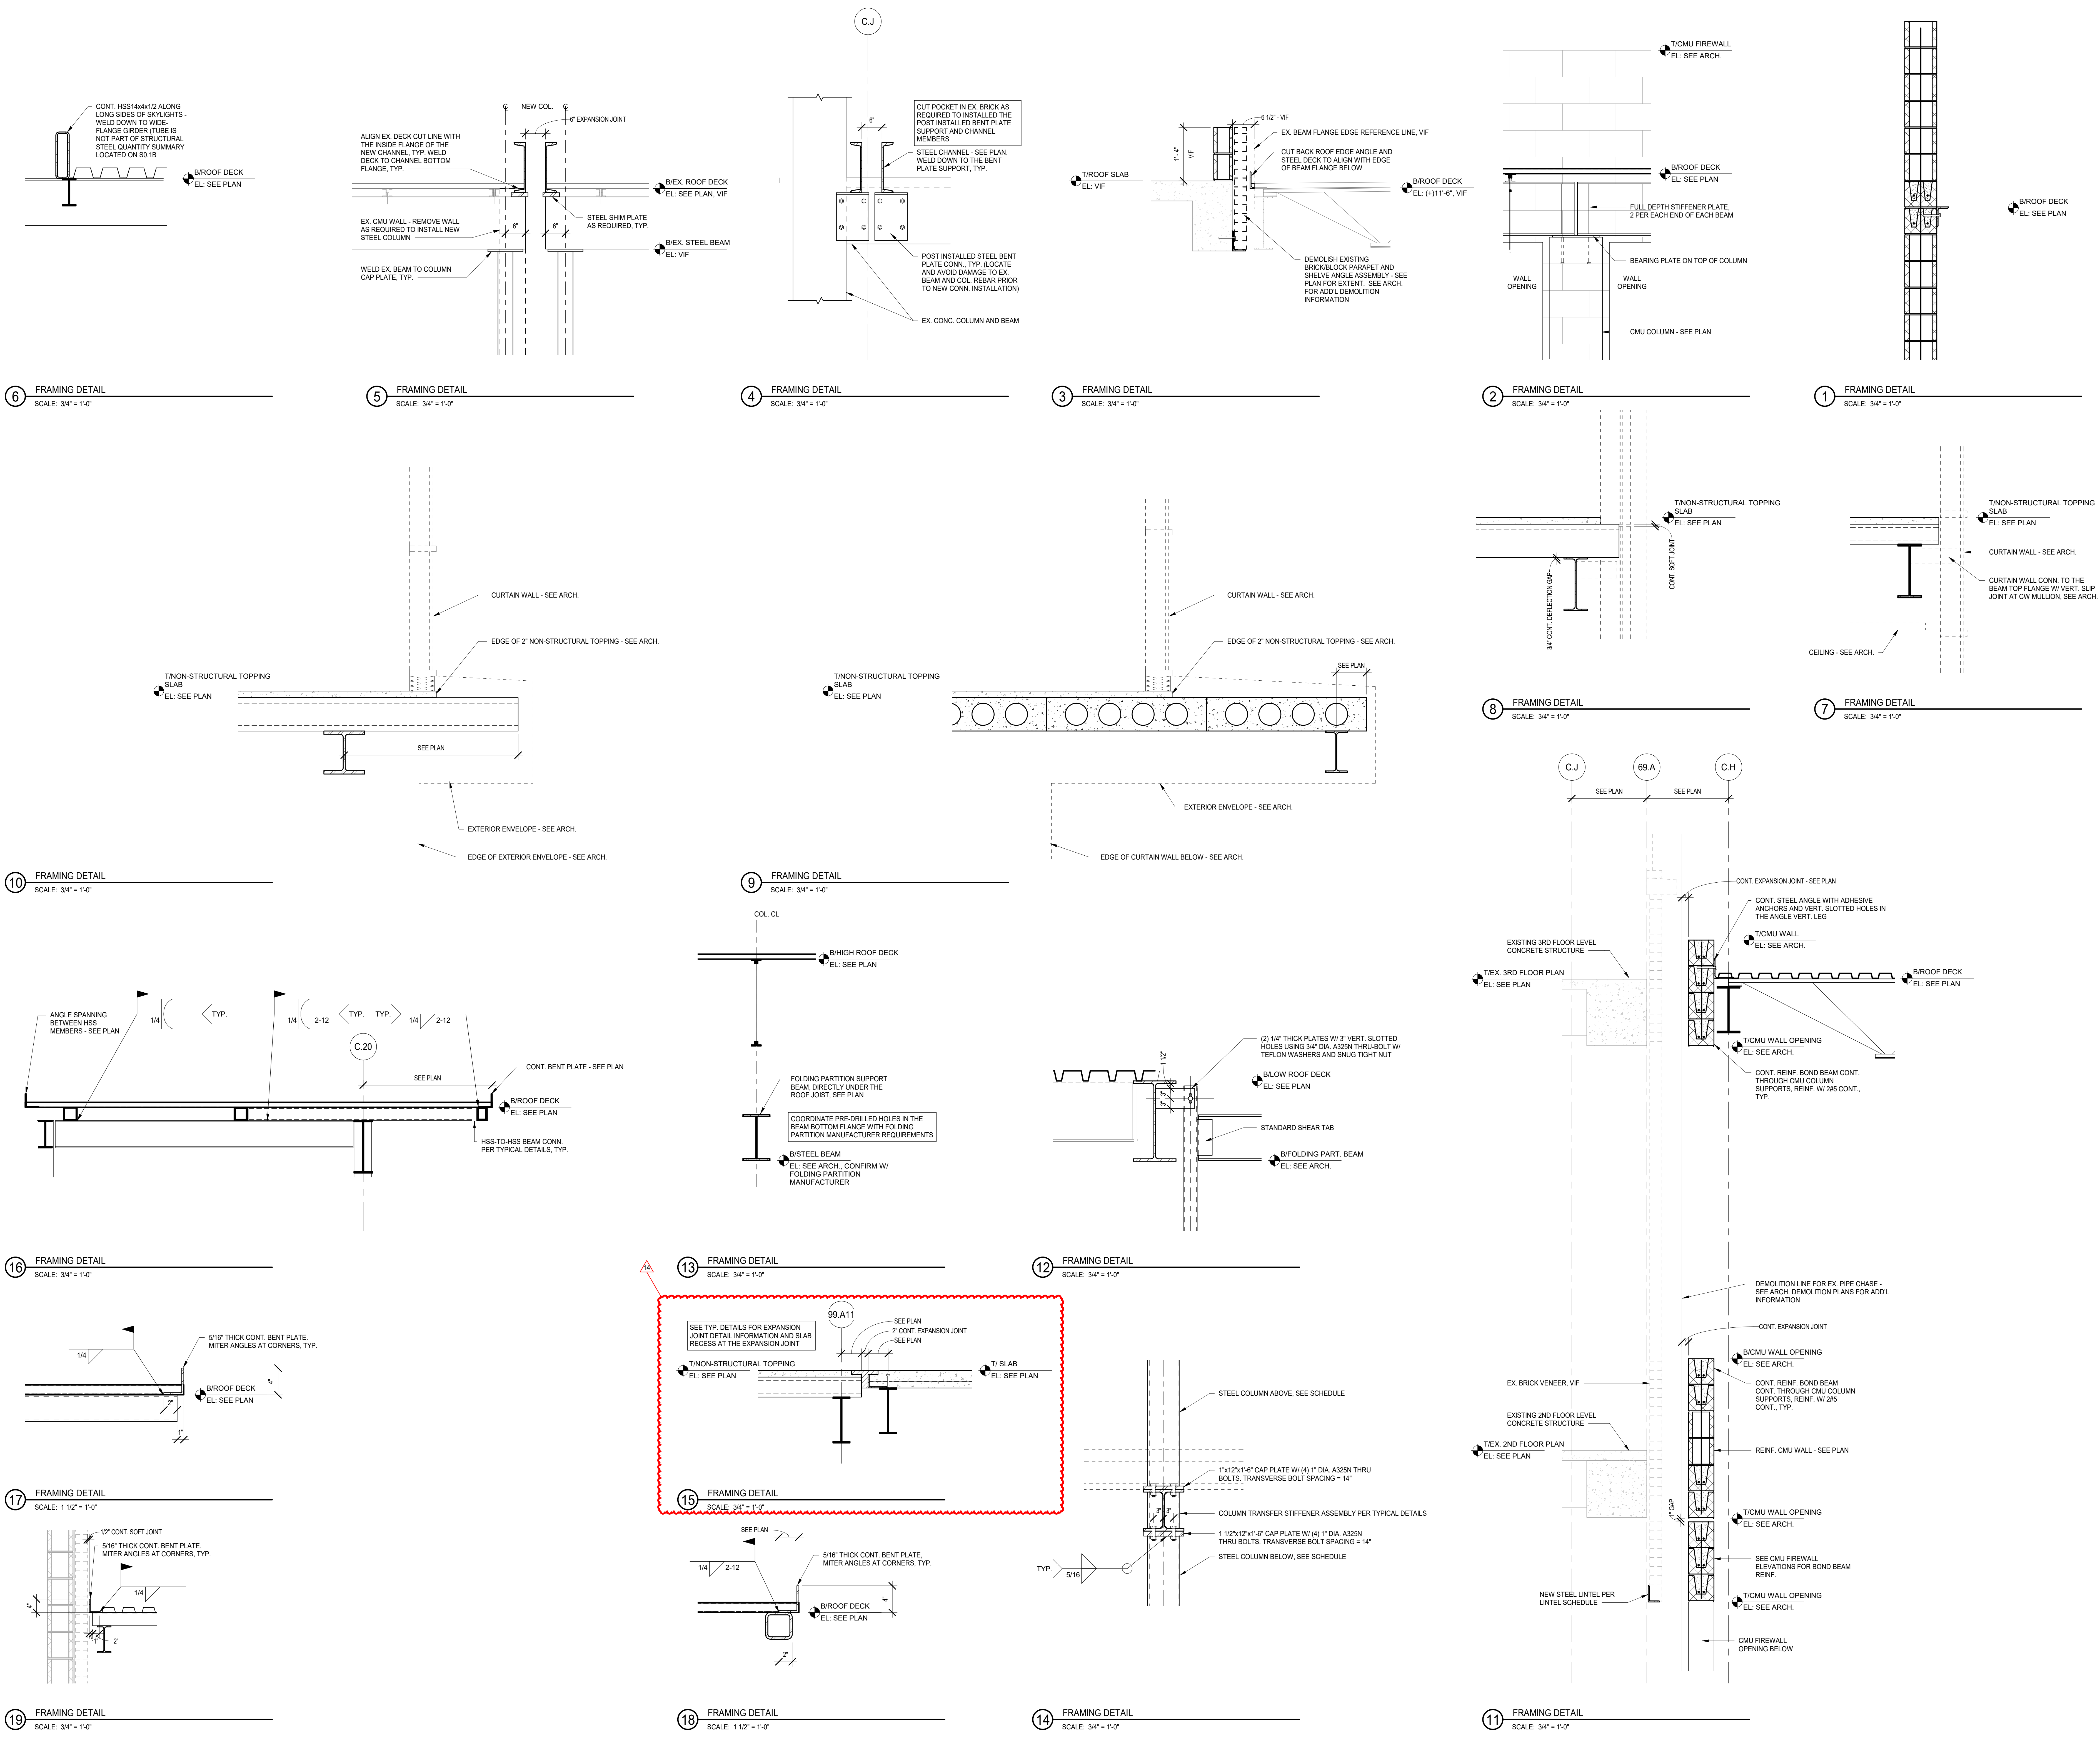 CONT. HSS14x4x1/2 ALONG
LONG SIDES OF SKYLIGHTS -
WELD DOWN TO WIDE-
FLANGE GIRDER (TUBE IS
NOT PART OF STRUCTURAL
STEEL QUANTITY SUMMARY
LOCATED ON S0.1B
B/ROOF DECK
EL: SEE PLAN
6
FRAMING DETAIL
SCALE: 3/4" = 1'-0"
NEW COL.
6" EXPANSION JOINT
ALIGN EX. DECK CUT LINE WITH
THE INSIDE FLANGE OF THE
NEW CHANNEL, TYP. WELD
DECK TO CHANNEL BOTTOM
FLANGE, TYP.
B/EX. ROOF DECK
EL: SEE PLAN, VIF
STEEL SHIM PLATE
AS REQUIRED, TYP.
EX. CMU WALL - REMOVE WALL
AS REQUIRED TO INSTALL NEW
STEEL COLUMN
6"
6"
B/EX. STEEL BEAM
EL: VIF
WELD EX. BEAM TO COLUMN
CAP PLATE, TYP.
5
FRAMING DETAIL
SCALE: 3/4" = 1'-0"
C.J
6"
CUT POCKET IN EX. BRICK AS
REQUIRED TO INSTALLED THE
POST INSTALLED BENT PLATE
SUPPORT AND CHANNEL
MEMBERS
STEEL CHANNEL - SEE PLAN.
WELD DOWN TO THE BENT
PLATE SUPPORT, TYP.
POST INSTALLED STEEL BENT
PLATE CONN., TYP. (LOCATE
AND AVOID DAMAGE TO EX.
BEAM AND COL. REBAR PRIOR
TO NEW CONN. INSTALLATION)
EX. CONC. COLUMN AND BEAM
4
FRAMING DETAIL
SCALE: 3/4" = 1'-0"
6 1/2" - VIF
1' - 4"
VIF
EX. BEAM FLANGE EDGE REFERENCE LINE, VIF
CUT BACK ROOF EDGE ANGLE AND
STEEL DECK TO ALIGN WITH EDGE
OF BEAM FLANGE BELOW
T/ROOF SLAB
EL: VIF
B/ROOF DECK
EL: (+)11'-6", VIF
DEMOLISH EXISTING
BRICK/BLOCK PARAPET AND
SHELVE ANGLE ASSEMBLY - SEE
PLAN FOR EXTENT. SEE ARCH.
FOR ADD'L DEMOLITION
INFORMATION
3
FRAMING DETAIL
SCALE: 3/4" = 1'-0"
T/CMU FIREWALL
EL: SEE ARCH.
B/ROOF DECK
EL: SEE PLAN
FULL DEPTH STIFFENER PLATE,
2 PER EACH END OF EACH BEAM
BEARING PLATE ON TOP OF COLUMN
WALL
OPENING
WALL
OPENING
CMU COLUMN - SEE PLAN
2
FRAMING DETAIL
SCALE: 3/4" = 1'-0"
B/ROOF DECK
EL: SEE PLAN
1
FRAMING DETAIL
SCALE: 3/4" = 1'-0"
CURTAIN WALL - SEE ARCH.
EDGE OF 2" NON-STRUCTURAL TOPPING - SEE ARCH.
T/NON-STRUCTURAL TOPPING
SLAB
EL: SEE PLAN
SEE PLAN
EXTERIOR ENVELOPE - SEE ARCH.
EDGE OF EXTERIOR ENVELOPE - SEE ARCH.
10
FRAMING DETAIL
SCALE: 3/4" = 1'-0"
CURTAIN WALL - SEE ARCH.
EDGE OF 2" NON-STRUCTURAL TOPPING - SEE ARCH.
SEE PLAN
T/NON-STRUCTURAL TOPPING
SLAB
EL: SEE PLAN
EXTERIOR ENVELOPE - SEE ARCH.
EDGE OF CURTAIN WALL BELOW - SEE ARCH.
9
FRAMING DETAIL
SCALE: 3/4" = 1'-0"
T/NON-STRUCTURAL TOPPING
SLAB
EL: SEE PLAN
CONT. SOFT JOINT
3/4" CONT. DEFLECTION GAP
8
FRAMING DETAIL
SCALE: 3/4" = 1'-0"
T/NON-STRUCTURAL TOPPING
SLAB
EL: SEE PLAN
CURTAIN WALL - SEE ARCH.
CURTAIN WALL CONN. TO THE
BEAM TOP FLANGE W/ VERT. SLIP
JOINT AT CW MULLION, SEE ARCH.
CEILING - SEE ARCH.
7
FRAMING DETAIL
SCALE: 3/4" = 1'-0"
ANGLE SPANNING
BETWEEN HSS
MEMBERS - SEE PLAN
1/4
TYP.
1/4
2-12
TYP.
TYP.
1/4
2-12
C.20
SEE PLAN
CONT. BENT PLATE - SEE PLAN
B/ROOF DECK
EL: SEE PLAN
HSS-TO-HSS BEAM CONN.
PER TYPICAL DETAILS, TYP.
16
FRAMING DETAIL
SCALE: 3/4" = 1'-0"
COL. CL
B/HIGH ROOF DECK
EL: SEE PLAN
FOLDING PARTITION SUPPORT
BEAM, DIRECTLY UNDER THE
ROOF JOIST, SEE PLAN
COORDINATE PRE-DRILLED HOLES IN THE
BEAM BOTTOM FLANGE WITH FOLDING
PARTITION MANUFACTURER REQUIREMENTS
B/STEEL BEAM
EL: SEE ARCH., CONFIRM W/
FOLDING PARTITION
MANUFACTURER
13
FRAMING DETAIL
SCALE: 3/4" = 1'-0"
(2) 1/4" THICK PLATES W/ 3" VERT. SLOTTED
HOLES USING 3/4" DIA. A325N THRU-BOLT W/
TEFLON WASHERS AND SNUG TIGHT NUT
1 1/2"
3"
3"
B/LOW ROOF DECK
EL: SEE PLAN
STANDARD SHEAR TAB
B/FOLDING PART. BEAM
EL: SEE ARCH.
12
FRAMING DETAIL
SCALE: 3/4" = 1'-0"
C.J
69.A
C.H
SEE PLAN
SEE PLAN
CONT. EXPANSION JOINT - SEE PLAN
CONT. STEEL ANGLE WITH ADHESIVE
ANCHORS AND VERT. SLOTTED HOLES IN
THE ANGLE VERT. LEG
T/CMU WALL
EL: SEE ARCH.
EXISTING 3RD FLOOR LEVEL
CONCRETE STRUCTURE
T/EX. 3RD FLOOR PLAN
EL: SEE PLAN
B/ROOF DECK
EL: SEE PLAN
T/CMU WALL OPENING
EL: SEE ARCH.
CONT. REINF. BOND BEAM CONT.
THROUGH CMU COLUMN
SUPPORTS, REINF. W/ 2#5 CONT.,
TYP.
DEMOLITION LINE FOR EX. PIPE CHASE -
SEE ARCH. DEMOLITION PLANS FOR ADD'L
INFORMATION
CONT. EXPANSION JOINT
B/CMU WALL OPENING
EL: SEE ARCH.
EX. BRICK VENEER, VIF
CONT. REINF. BOND BEAM
CONT. THROUGH CMU COLUMN
SUPPORTS, REINF. W/ 2#5
CONT., TYP.
EXISTING 2ND FLOOR LEVEL
CONCRETE STRUCTURE
T/EX. 2ND FLOOR PLAN
EL: SEE PLAN
REINF. CMU WALL - SEE PLAN
1" GAP
T/CMU WALL OPENING
EL: SEE ARCH.
SEE CMU FIREWALL
ELEVATIONS FOR BOND BEAM
REINF.
NEW STEEL LINTEL PER
LINTEL SCHEDULE
T/CMU WALL OPENING
EL: SEE ARCH.
CMU FIREWALL
OPENING BELOW
11
FRAMING DETAIL
SCALE: 3/4" = 1'-0"
1/4
5/16" THICK CONT. BENT PLATE.
MITER ANGLES AT CORNERS, TYP.
4"
B/ROOF DECK
EL: SEE PLAN
2"
1"
17
FRAMING DETAIL
SCALE: 1 1/2" = 1'-0"
14
99.A11
SEE TYP. DETAILS FOR EXPANSION
JOINT DETAIL INFORMATION AND SLAB
RECESS AT THE EXPANSION JOINT
SEE PLAN
2" CONT. EXPANSION JOINT
SEE PLAN
T/NON-STRUCTURAL TOPPING
EL: SEE PLAN
T/ SLAB
EL: SEE PLAN
15
FRAMING DETAIL
SCALE: 3/4" = 1'-0"
STEEL COLUMN ABOVE, SEE SCHEDULE
1"x12"x1'-6" CAP PLATE W/ (4) 1" DIA. A325N THRU
BOLTS. TRANSVERSE BOLT SPACING = 14"
3"
3"
COLUMN TRANSFER STIFFENER ASSEMBLY PER TYPICAL DETAILS
1 1/2"x12"x1'-6" CAP PLATE W/ (4) 1" DIA. A325N
THRU BOLTS. TRANSVERSE BOLT SPACING = 14"
STEEL COLUMN BELOW, SEE SCHEDULE
TYP.
5/16
14
FRAMING DETAIL
SCALE: 3/4" = 1'-0"
1/2" CONT. SOFT JOINT
5/16" THICK CONT. BENT PLATE.
MITER ANGLES AT CORNERS, TYP.
1/4
4"
1"
2"
19
FRAMING DETAIL
SCALE: 3/4" = 1'-0"
SEE PLAN
1/4
2-12
5/16" THICK CONT. BENT PLATE,
MITER ANGLES AT CORNERS, TYP.
4"
B/ROOF DECK
EL: SEE PLAN
2"
18
FRAMING DETAIL
SCALE: 1 1/2" = 1'-0"